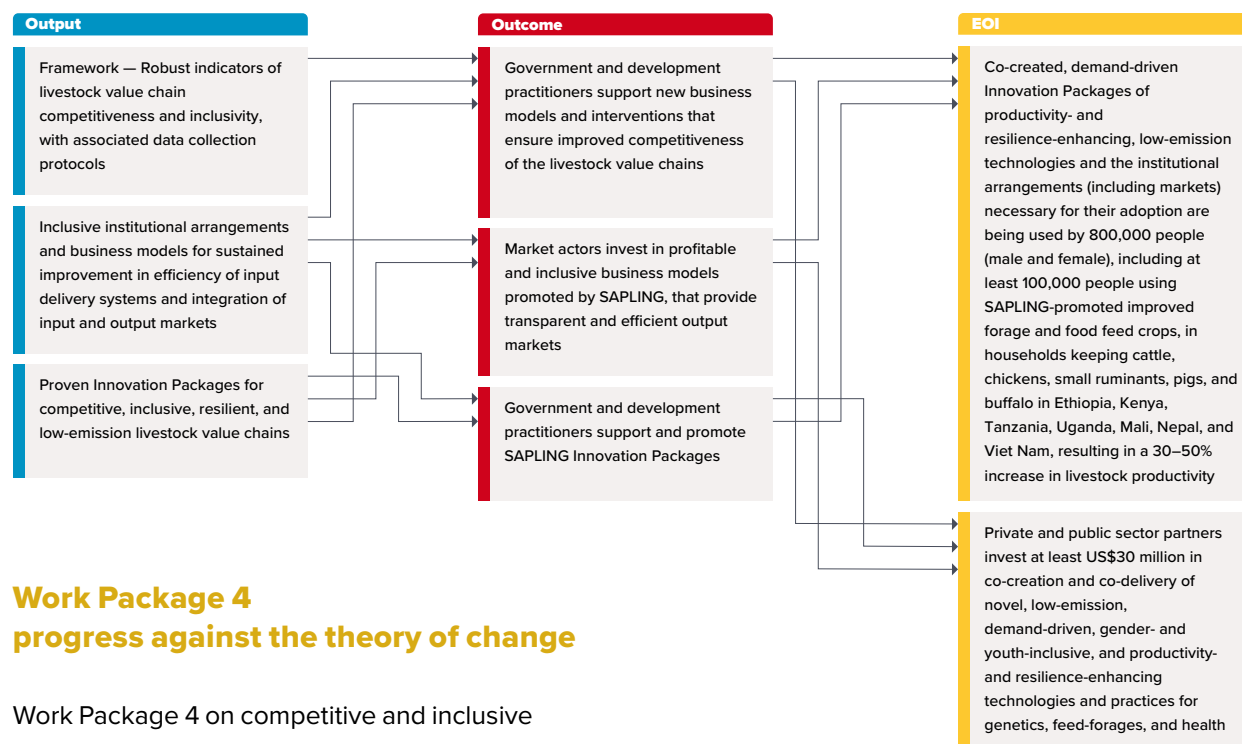 Output
Framework — Robust indicators of
livestock value chain
competitiveness and inclusivity,
with associated data collection
protocols
Inclusive institutional arrangements
and business models for sustained
improvement in efficiency of input
delivery systems and integration of
input and output markets
Proven Innovation Packages for
competitive, inclusive, resilient, and
low-emission livestock value chains
Outcome
Government and development
practitioners support new business
models and interventions that
ensure improved competitiveness
of the livestock value chains
Market actors invest in profitable
and inclusive business models
promoted by SAPLING, that provide
transparent and efficient output
markets
Government and development
practitioners support and promote
SAPLING Innovation Packages
EOI
Co-created, demand-driven
Innovation Packages of
productivity- and
resilience-enhancing, low-emission
technologies and the institutional
arrangements (including markets)
necessary for their adoption are
being used by 800,000 people
(male and female), including at
least 100,000 people using
SAPLING-promoted improved
forage and food feed crops, in
households keeping cattle,
chickens, small ruminants, pigs, and
buffalo in Ethiopia, Kenya,
Tanzania, Uganda, Mali, Nepal, and
Viet Nam, resulting in a 30–50%
increase in livestock productivity
Private and public sector partners
invest at least US$30 million in
co-creation and co-delivery of
novel, low-emission,
demand-driven, gender- and
youth-inclusive, and productivity-
and resilience-enhancing
technologies and practices for
genetics, feed-forages, and health
Work Package 4
progress against the theory of change
Work Package 4 on competitive and inclusive